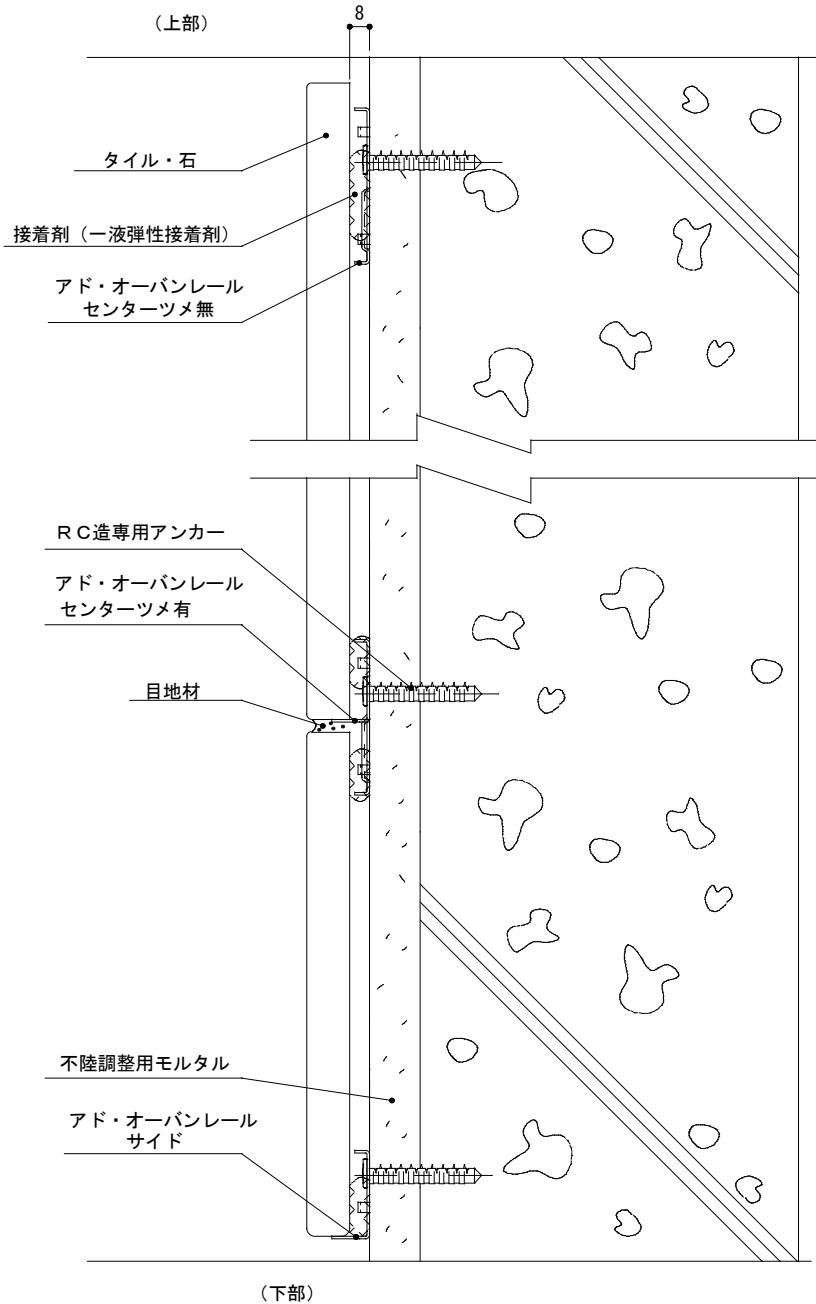 （上部）
8
タイル・石
接着剤（一液弾性接着剤）
アド・オーバンレール
センターツメ無
ＲＣ造専用アンカー
アド・オーバンレール
センターツメ有
目地材
不陸調整用モルタル
アド・オーバンレール
サイド
（下部）